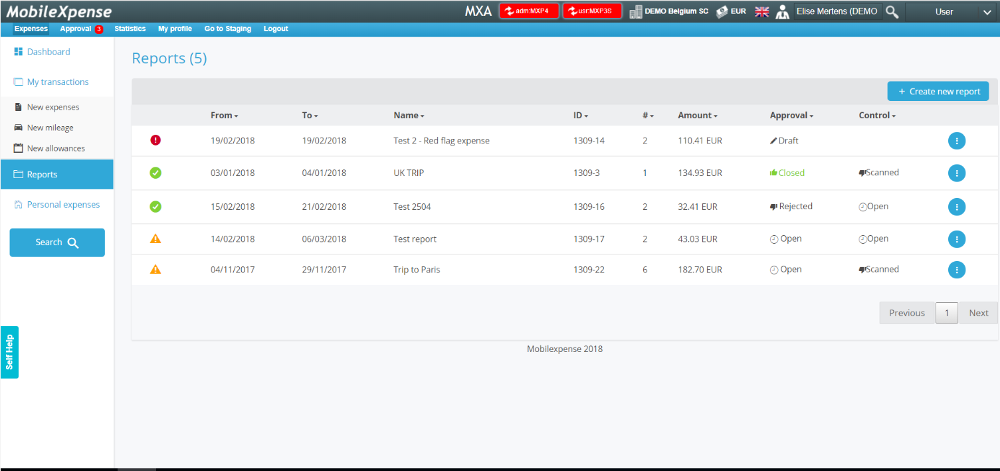 MobileXpense MXA adm:MXP4 usr:MXP3S DEMO Belgium SC EUR Elise Mertens (DEMO User
Expenses Approval 3 Statistics My profile Go to Staging Logout
Dashboard
My transactions
New expenses
New mileage
New allowances
Reports
Personal expenses
Search
Self Help
Reports (5)
+ Create new report
From To Name ID # Amount Approval Control
19/02/2018 19/02/2018 Test 2 - Red flag expense 1309-14 2 110.41 EUR Draft
03/01/2018 04/01/2018 UK TRIP 1309-3 1 134.93 EUR Closed Scanned
15/02/2018 21/02/2018 Test 2504 1309-16 2 32.41 EUR Rejected Open
14/02/2018 06/03/2018 Test report 1309-17 2 43.03 EUR Open Open
04/11/2017 29/11/2017 Trip to Paris 1309-22 6 182.70 EUR Open Scanned
Previous 1 Next
Mobilexpense 2018